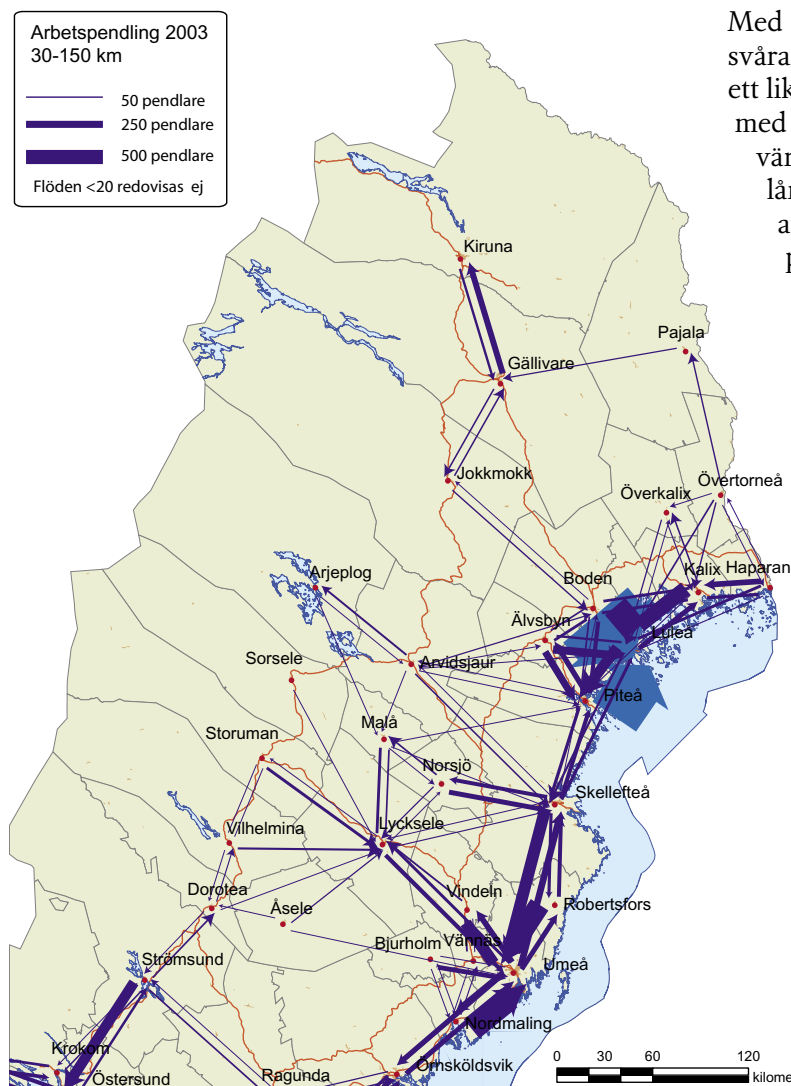 Arbetspendling 2003
30-150 km
50 pendlare
250 pendlare
500 pendlare
Flöden <20 redovisas ej
Med
svåra
ett lik
med
vär
lån
a
p
Kiruna
Pajala
Gällivare
Jokkmokk
Övertorneå
Överkalix
Arjeplog
Boden
Kalix
Haparan
Älvsbyn
Luleå
Sorsele
Arvidsjaur
Piteå
Storuman
Malå
Norsjö
Skellefteå
Vilhelmina
Lycksele
Dorotea
Åsele
Vindeln
Robertsfors
Bjurholm
Vännäs
Umeå
Strömsund
Nordmaling
Krokom
Östersund
Ragunda
Örnsköldsvik
0 30 60 120
kilome